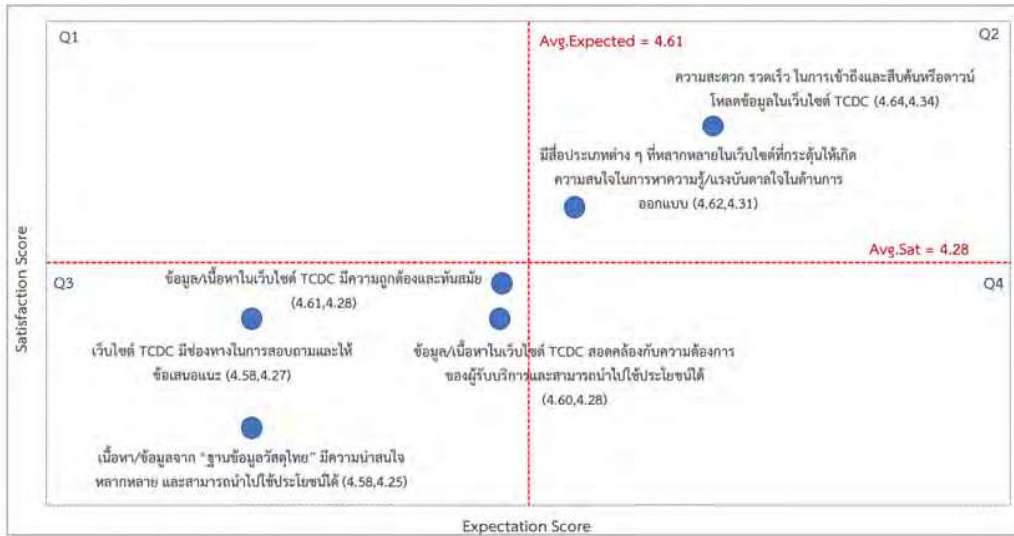 Q1
Avg.Expected = 4.61
Q2
ความสะดวก รวดเร็ว ในการเข้าถึงและสืบค้นหรือดาวน์
โหลดข้อมูลในเว็บไซต์ TCDC (4.64,4.34)
มีสื่อประเภทต่าง ๆ ที่หลากหลายในเว็บไซต์ที่กระตุ้นให้เกิด
ความสนใจในการหาความรู้/แรงบันดาลใจในด้านการ
ออกแบบ (4.62,4.31)
Satisfaction Score
Avg.Sat = 4.28
Q3
ข้อมูล/เนื้อหาในเว็บไซต์ TCDC มีความถูกต้องและทันสมัย
(4.61,4.28)
Q4
เว็บไซต์ TCDC มีช่องทางในการสอบถามและให้
ข้อเสนอแนะ (4.58,4.27)
ข้อมูล/เนื้อหาในเว็บไซต์ TCDC สอดคล้องกับความต้องการ
ของผู้รับบริการและสามารถนำไปใช้ประโยชน์ได้
(4.60,4.28)
เนื้อหา/ข้อมูลจาก "ฐานข้อมูลวัสดุไทย" มีความน่าสนใจ
หลากหลาย และสามารถนำไปใช้ประโยชน์ได้ (4.58,4.25)
Expectation Score